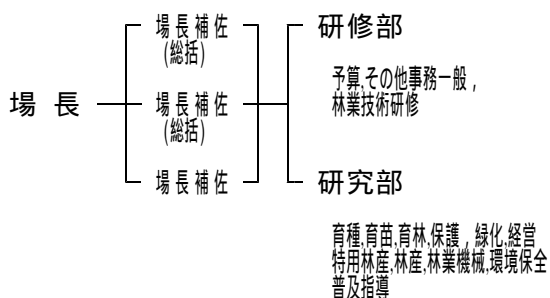 場長
場長補佐
(総括)
場長補佐
(総括)
場長補佐
研修部
予算,その他事務一般，
林業技術研修
研究部
育種,育苗,育林,保護，緑化,経営
特用林産,林産,林業機械,環境保全
普及指導